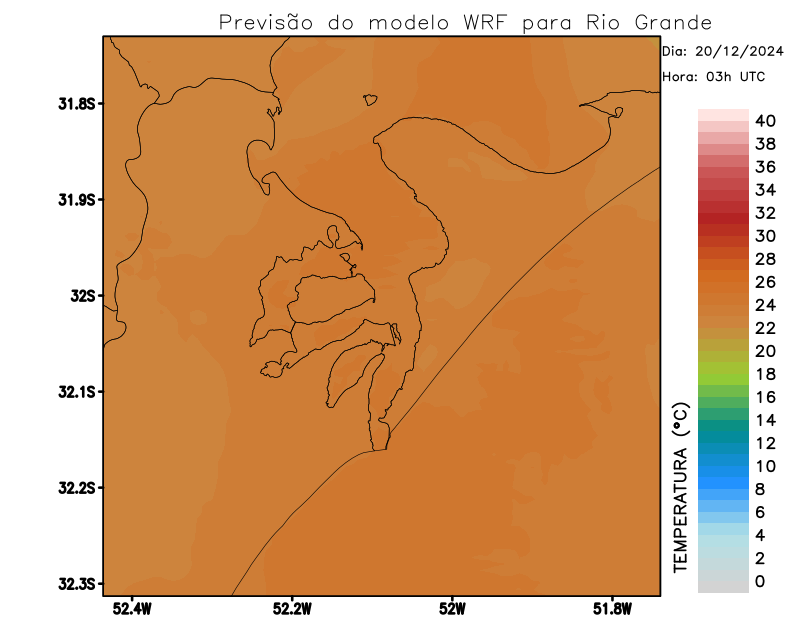 Previsão do modelo WRF para Rio Grande
Dia: 20/12/2024
Hora: 03h UTC
31.8S
31.9S
32S
32.1S
32.2S
32.3S
52.4W
52.2W
52W
51.8W
TEMPERATURA (°C)
40
38
36
34
32
30
28
26
24
22
20
18
16
14
12
10
8
6
4
2
0